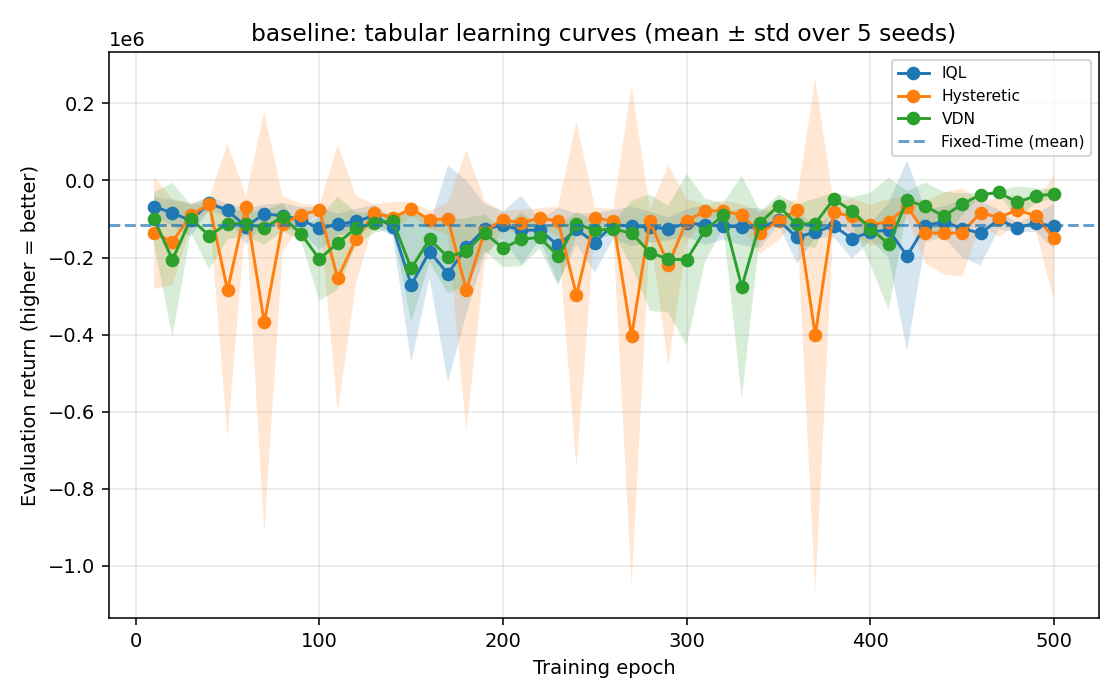 baseline: tabular learning curves (mean ± std over 5 seeds)
1e6
IQL
Hysteretic
VDN
Fixed-Time (mean)
Evaluation return (higher = better)
0.2
0.0
−0.2
−0.4
−0.6
−0.8
−1.0
0 100 200 300 400 500
Training epoch